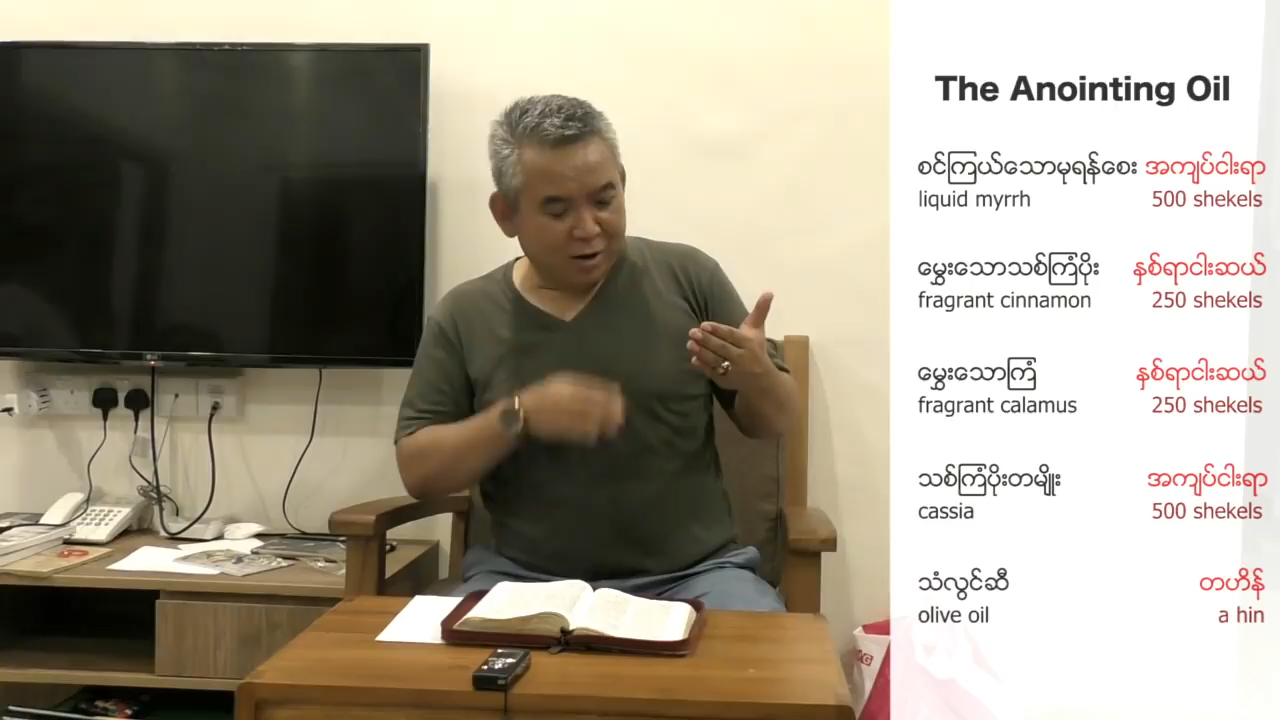 The Anointing Oil
စင်ကြယ်သောမုရန်စေး အကျပ်ငါးရာ
liquid myrrh 500 shekels
မွှေးသောသစ်ကြံပိုး နှစ်ရာငါးဆယ်
fragrant cinnamon 250 shekels
မွှေးသောကြံ နှစ်ရာငါးဆယ်
fragrant calamus 250 shekels
သစ်ကြံပိုးတမျိုး အကျပ်ငါးရာ
cassia 500 shekels
သံလွင်ဆီ တဟိန်
olive oil a hin